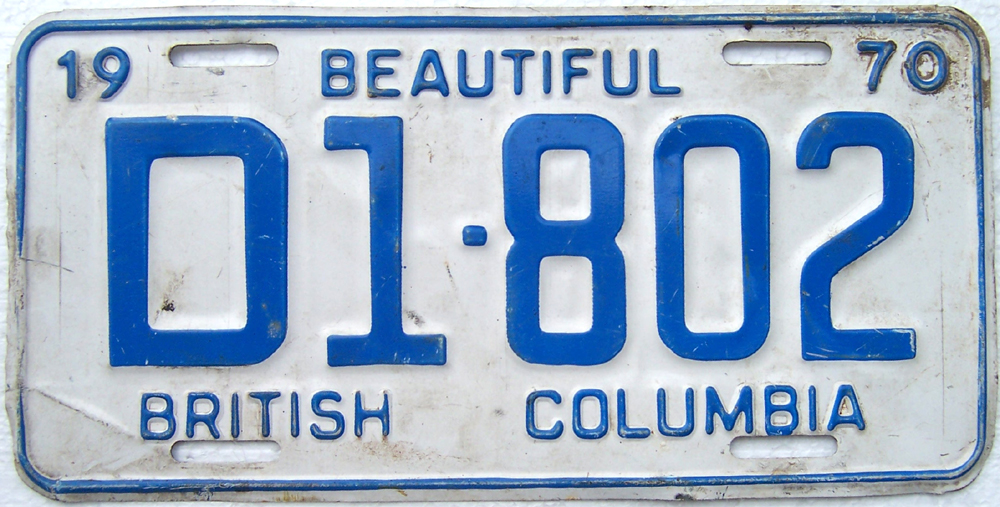 19 BEAUTIFUL 70
D1-802
BRITISH COLUMBIA